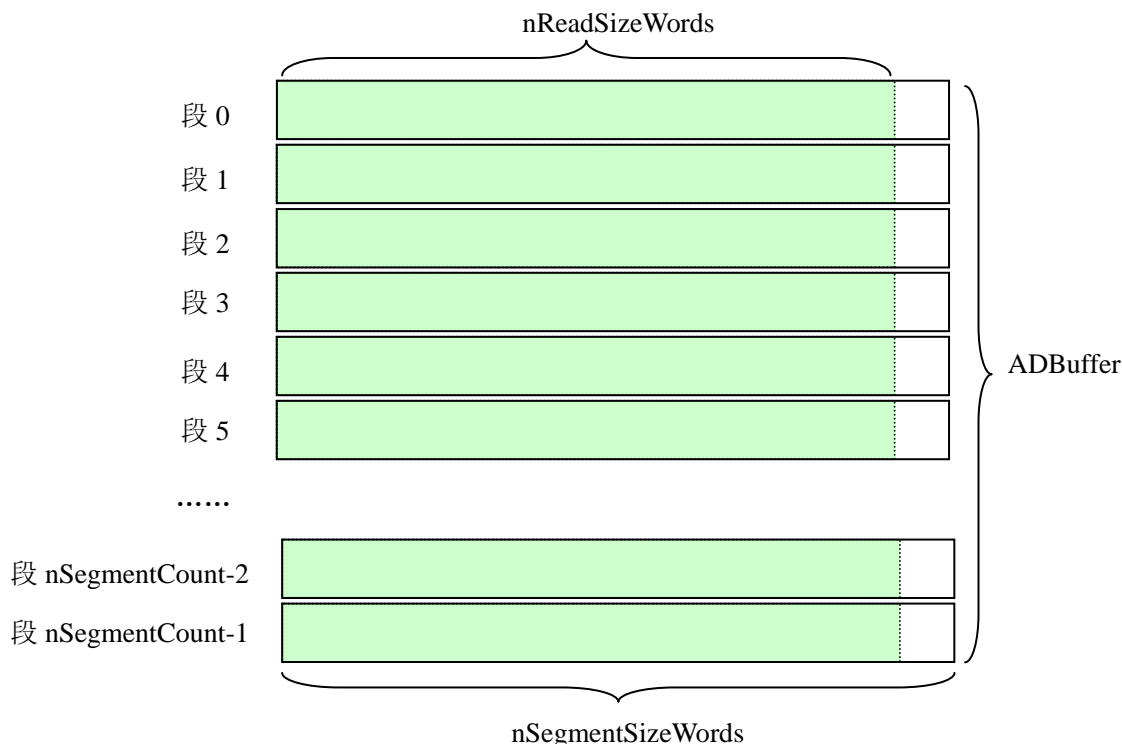 nReadSizeWords
段 0
段 1
段 2
段 3
段 4
ADBuffer
段 5
……
段 nSegmentCount-2
段 nSegmentCount-1
nSegmentSizeWords